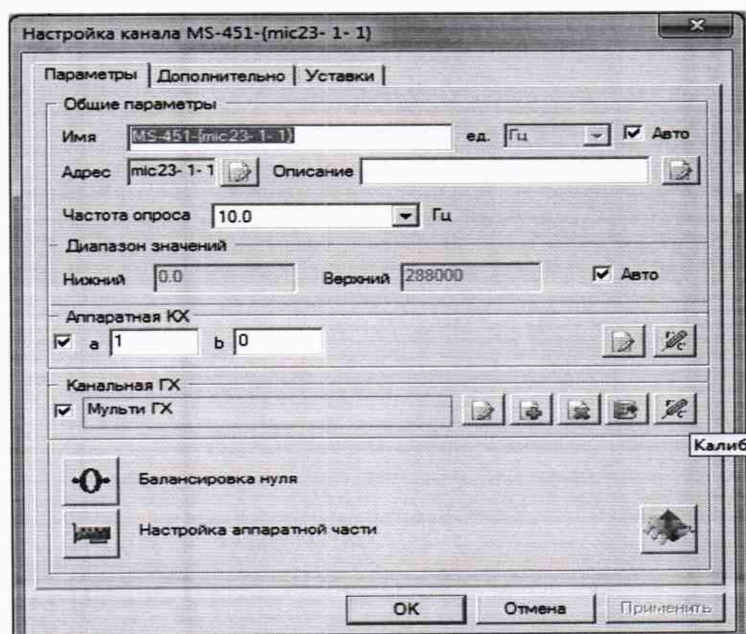 Настройка канала MS-451-{mic23- 1- 1}
Параметры Дополнительно Уставки
Общие параметры
Имя MS-451-{mic23- 1- 1} ед. Гц Авто
Адрес mic23- 1- 1 Описание
Частота опроса 10.0 Гц
Диапазон значений
Нижний 0.0 Верхний 288000 Авто
Аппаратная КХ
a 1 b 0
Канальная ГХ
Мульти ГХ
Калиб
Балансировка нуля
Настройка аппаратной части
OK Отмена Применить